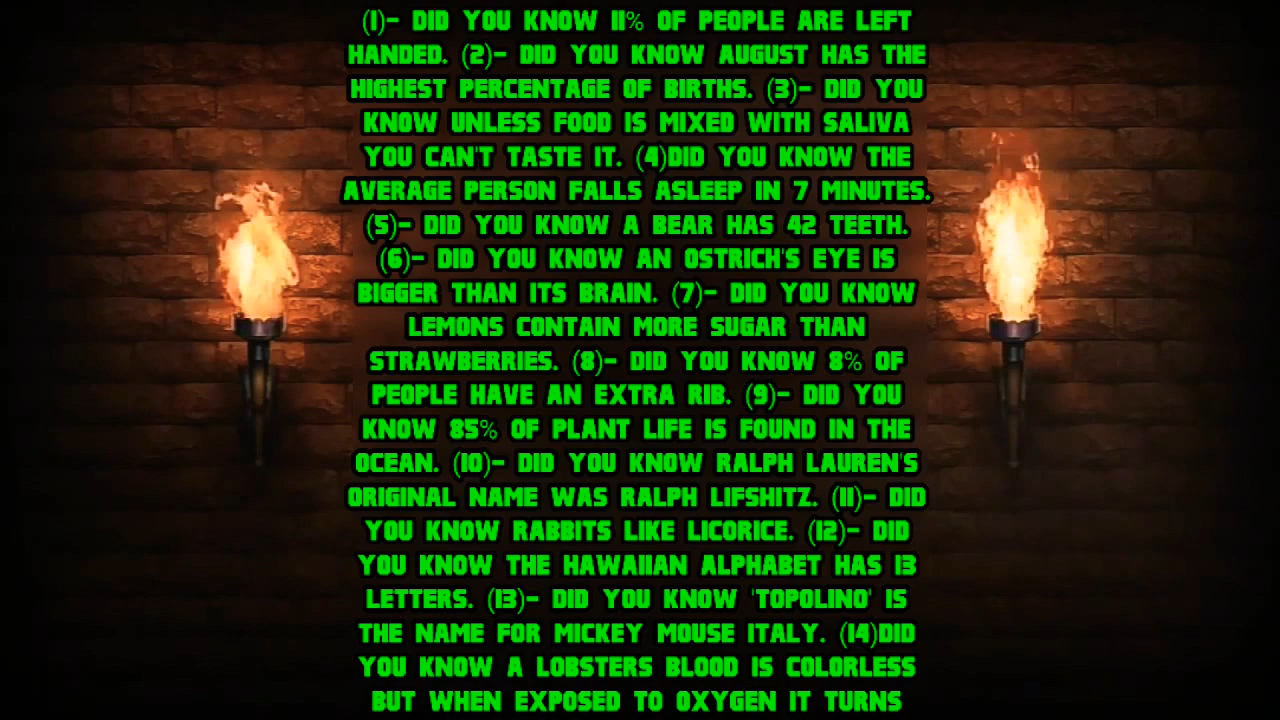 (1)- DID YOU KNOW 11% OF PEOPLE ARE LEFT
HANDED. (2)- DID YOU KNOW AUGUST HAS THE
HIGHEST PERCENTAGE OF BIRTHS. (3)- DID YOU
KNOW UNLESS FOOD IS MIXED WITH SALIVA
YOU CAN'T TASTE IT. (4)DID YOU KNOW THE
AVERAGE PERSON FALLS ASLEEP IN 7 MINUTES.
(5)- DID YOU KNOW A BEAR HAS 42 TEETH.
(6)- DID YOU KNOW AN OSTRICH'S EYE IS
BIGGER THAN ITS BRAIN. (7)- DID YOU KNOW
LEMONS CONTAIN MORE SUGAR THAN
STRAWBERRIES. (8)- DID YOU KNOW 8% OF
PEOPLE HAVE AN EXTRA RIB. (9)- DID YOU
KNOW 85% OF PLANT LIFE IS FOUND IN THE
OCEAN. (10)- DID YOU KNOW RALPH LAUREN'S
ORIGINAL NAME WAS RALPH LIFSHITZ. (11)- DID
YOU KNOW RABBITS LIKE LICORICE. (12)- DID
YOU KNOW THE HAWAIIAN ALPHABET HAS 13
LETTERS. (13)- DID YOU KNOW 'TOPOLINO' IS
THE NAME FOR MICKEY MOUSE ITALY. (14)DID
YOU KNOW A LOBSTERS BLOOD IS COLORLESS
BUT WHEN EXPOSED TO OXYGEN IT TURNS